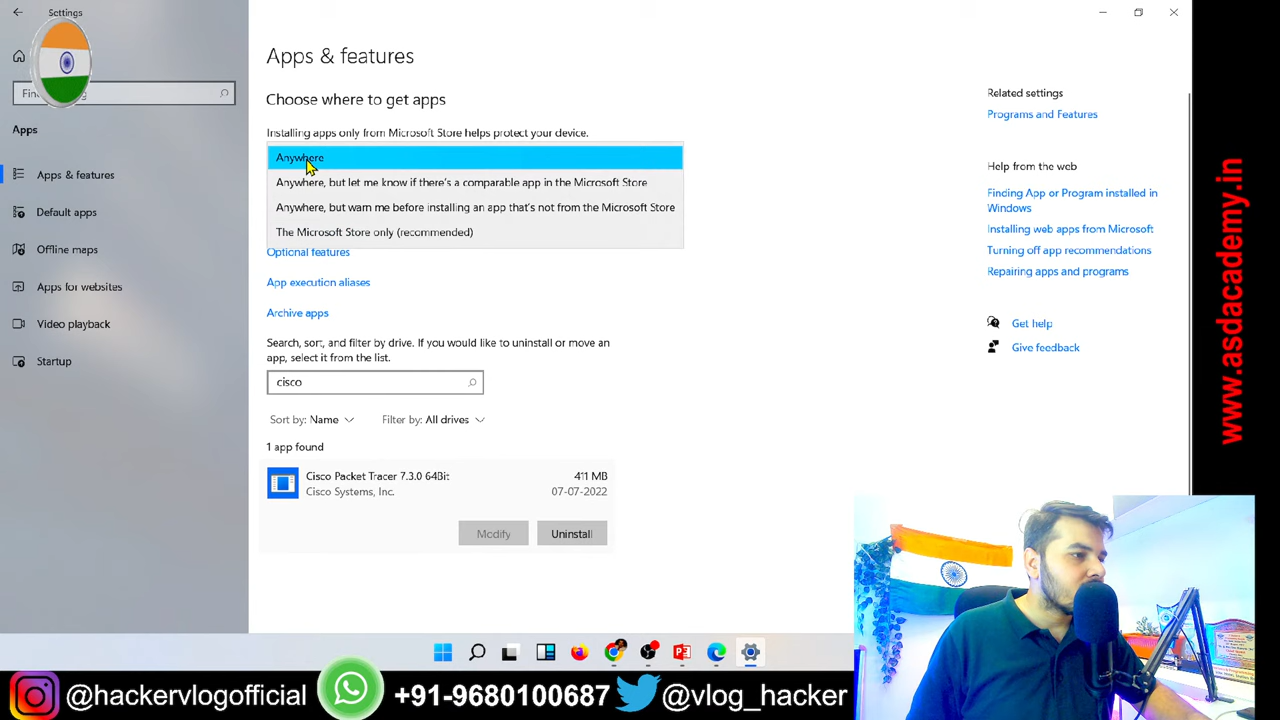 Settings
Fin
Apps
Apps & features
Default apps
Offline maps
Apps for websites
Video playback
Startup
Apps & features
Choose where to get apps
Installing apps only from Microsoft Store helps protect your device.
Anywhere
Anywhere, but let me know if there's a comparable app in the Microsoft Store
Anywhere, but warn me before installing an app that's not from the Microsoft Store
The Microsoft Store only (recommended)
Optional features
App execution aliases
Archive apps
Search, sort, and filter by drive. If you would like to uninstall or move an
app, select it from the list.
cisco
Sort by: Name
Filter by: All drives
1 app found
Cisco Packet Tracer 7.3.0 64Bit
411 MB
Cisco Systems, Inc.
07-07-2022
Modify
Uninstall
Related settings
Programs and Features
Help from the web
Finding App or Program installed in
Windows
Installing web apps from Microsoft
Turning off app recommendations
Repairing apps and programs
Get help
Give feedback
www.asdacademy.in
@hackervlogofficial
+91-9680100687
@vlog_hacker